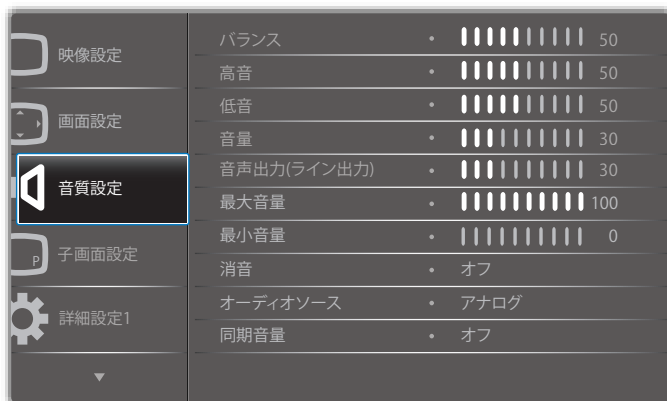 映像設定
画面設定
音質設定
P
子画面設定
詳細設定1
バランス • 50
高音 • 50
低音 • 50
音量 • 30
音声出力(ライン出力) • 30
最大音量 • 100
最小音量 • 0
消音 • オフ
オーディオソース • アナログ
同期音量 • オフ